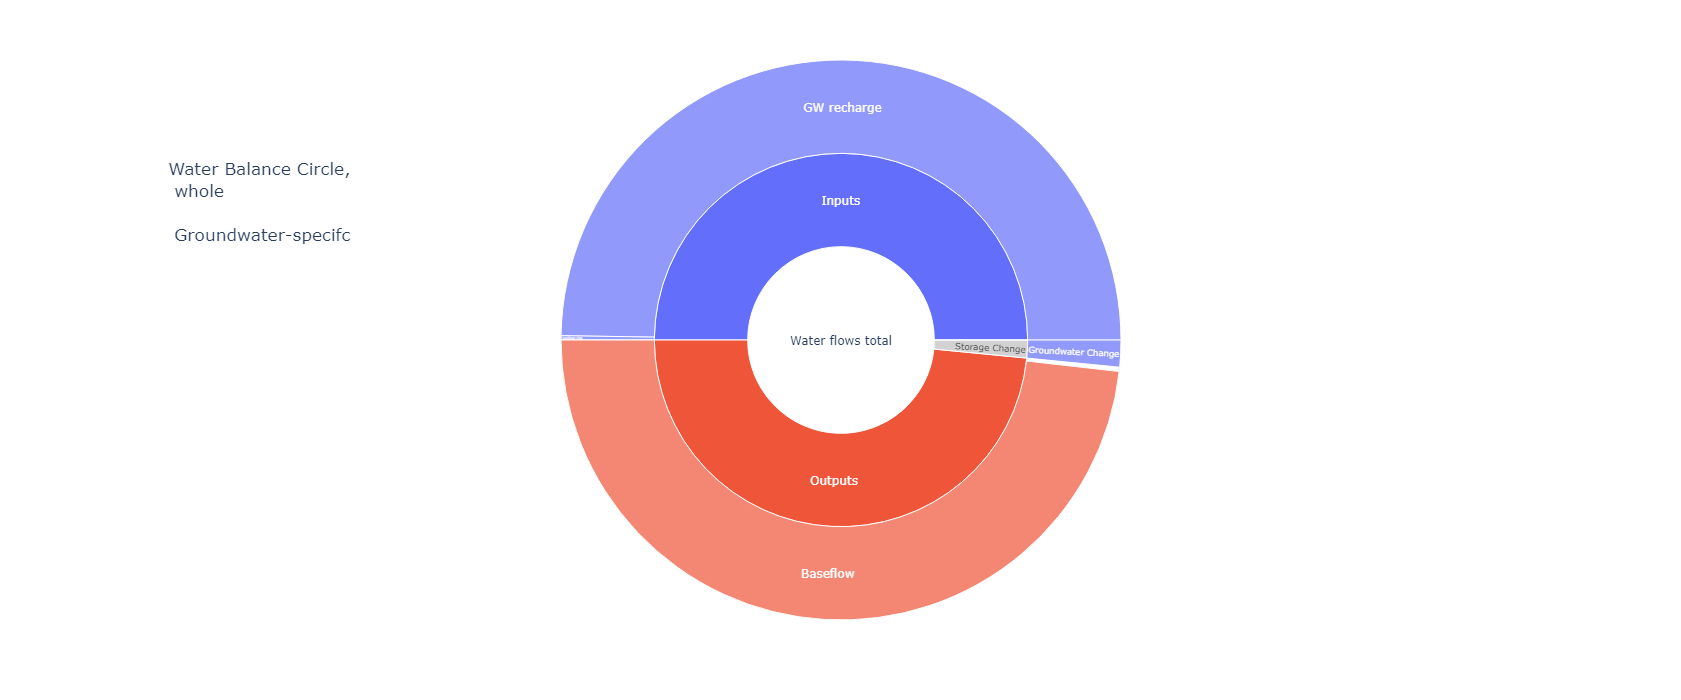 Water Balance Circle,
whole
Groundwater-specifc
GW recharge
Inputs
Water flows total
Storage Change
Groundwater Change
Outputs
Baseflow